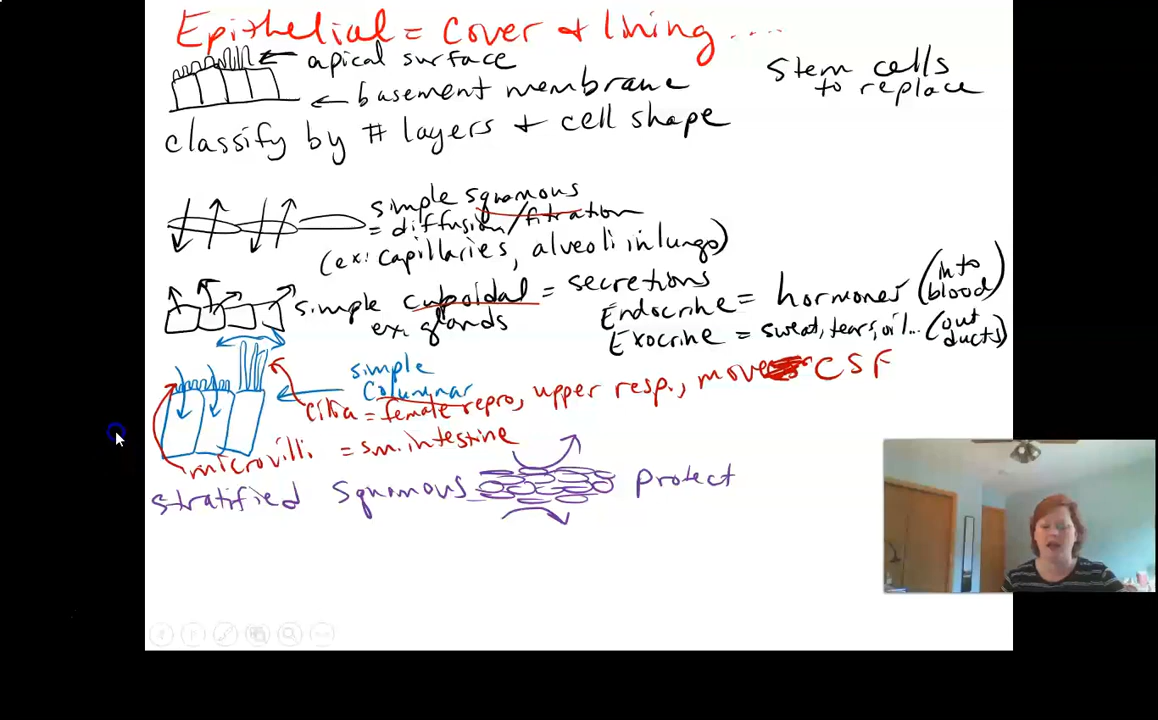 Epithelial = cover & lining....
apical surface
basement membrane
Stem cells
to replace
classify by # layers & cell shape
simple squamous
= diffusion/fitration
(ex: capillaries, alveoli in lungs)
simple cuboidal = secretions
ex: glands
Endocrine = hormones (into blood)
Exocrine = sweat, tears, oil... (out ducts)
simple
Columnar
cilia = female repro, upper resp., move CSF
microvilli = sm. intestine
stratified squamous protect